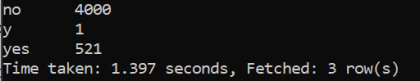 no      4000
y       1
yes     521
Time taken: 1.397 seconds, Fetched: 3 row(s)